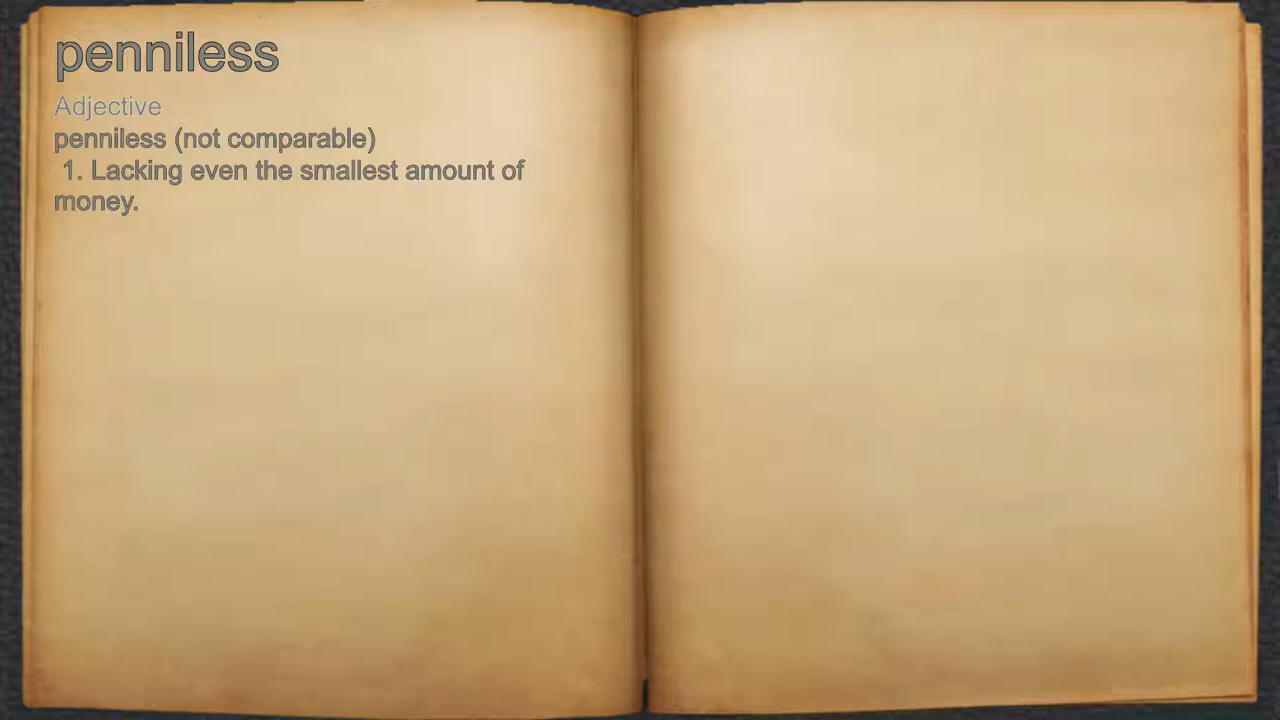 penniless
Adjective
penniless (not comparable)
1. Lacking even the smallest amount of
money.